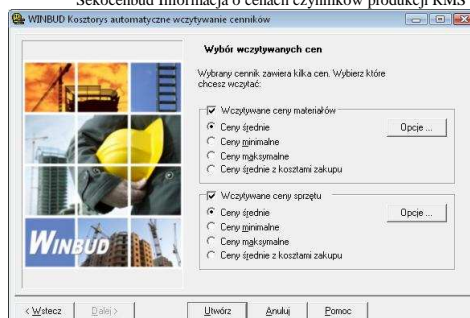 Sekocenbud Informacja o cenach czynników produkcji RMS
WINBUD Kosztorys automatyczne wczytywanie cenników
Wybór wczytywanych cen
Wybrany cennik zawiera kilka cen. Wybierz które
chcesz wczytać:
Wczytywane ceny materiałów
Ceny średnie
Opcje ...
Ceny minimalne
Ceny maksymalne
Ceny średnie z kosztami zakupu
Wczytywane ceny sprzętu
Ceny średnie
Opcje ...
Ceny minimalne
Ceny maksymalne
Ceny średnie z kosztami zakupu
WINBUD
< Wstecz Dalej > Utwórz Anuluj Pomoc